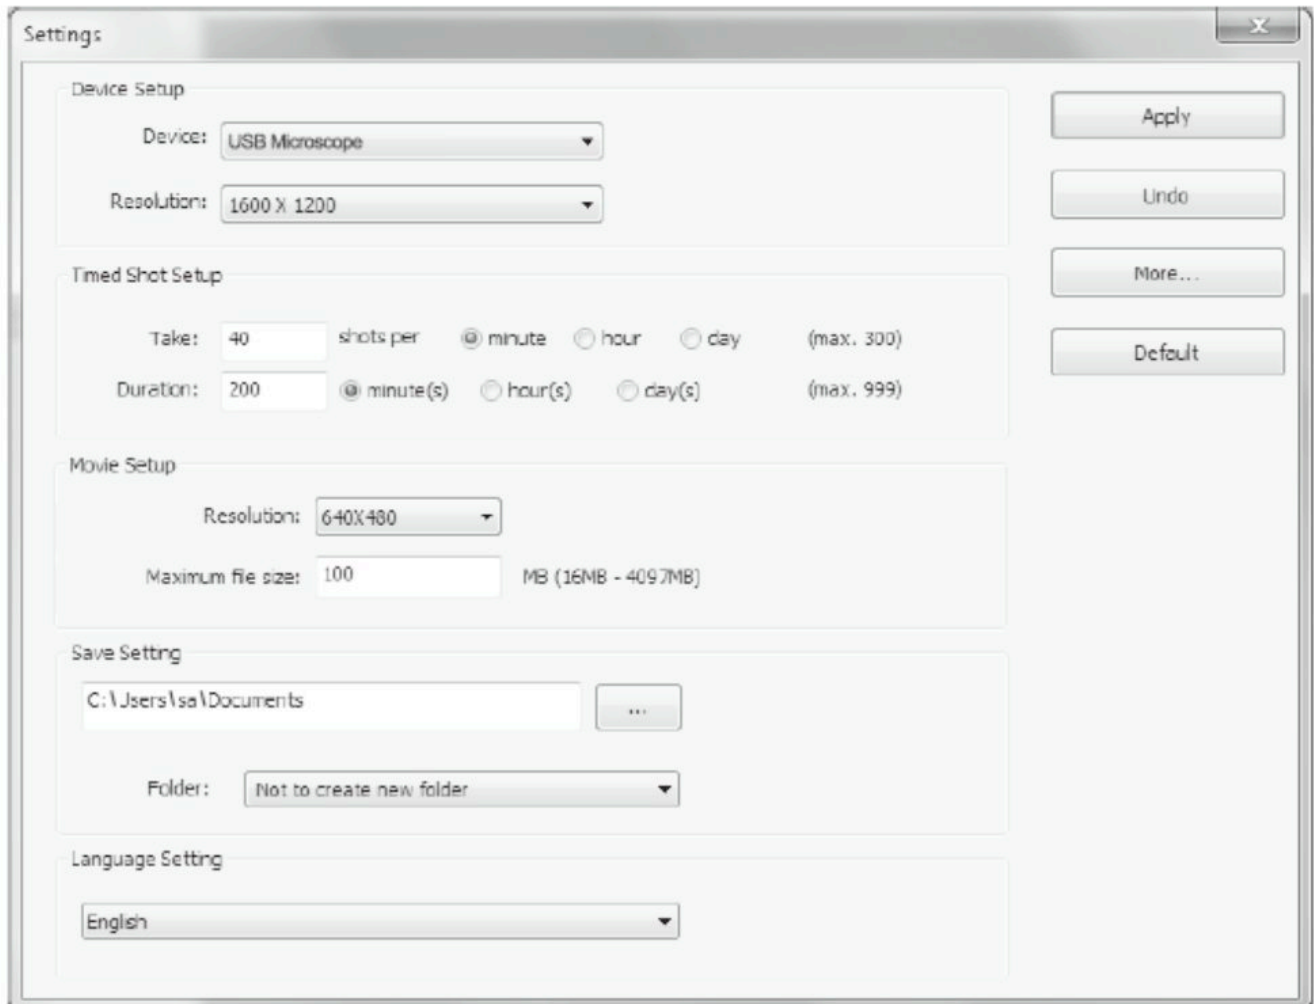 Settings
x
Device Setup
Device: USB Microscope
Resolution: 1600 X 1200
Timed Shot Setup
Take: 40 shots per minute hour day (max. 300)
Duration: 200 minute(s) hour(s) day(s) (max. 999)
Movie Setup
Resolution: 640X480
Maximum file size: 100 MB (16MB - 4097MB)
Save Setting
C:\Users\sa\Documents ...
Folder: Not to create new folder
Language Setting
English
Apply
Undo
More...
Default